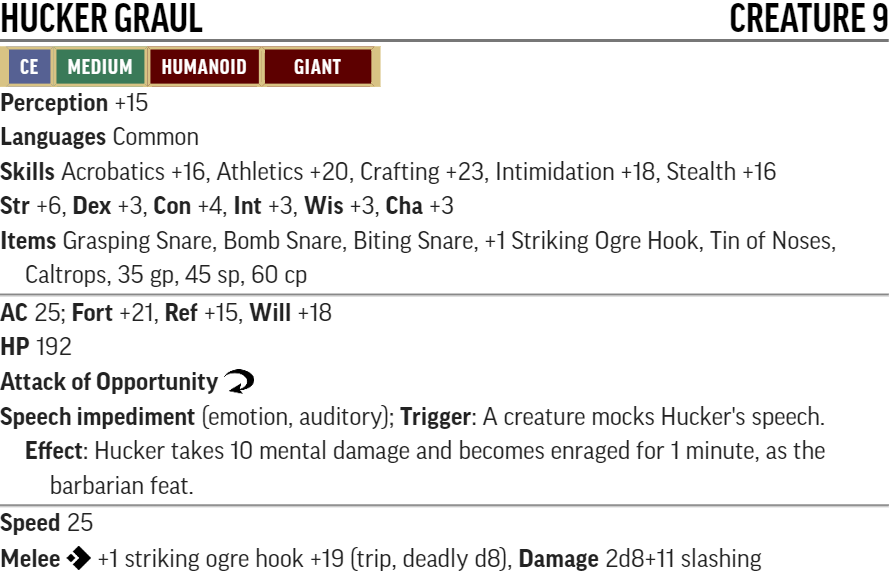 HUCKER GRAUL CREATURE 9
CE MEDIUM HUMANOID GIANT
Perception +15
Languages Common
Skills Acrobatics +16, Athletics +20, Crafting +23, Intimidation +18, Stealth +16
Str +6, Dex +3, Con +4, Int +3, Wis +3, Cha +3
Items Grasping Snare, Bomb Snare, Biting Snare, +1 Striking Ogre Hook, Tin of Noses,
Caltrops, 35 gp, 45 sp, 60 cp
AC 25; Fort +21, Ref +15, Will +18
HP 192
Attack of Opportunity
Speech impediment (emotion, auditory); Trigger: A creature mocks Hucker's speech.
Effect: Hucker takes 10 mental damage and becomes enraged for 1 minute, as the
barbarian feat.
Speed 25
Melee +1 striking ogre hook +19 (trip, deadly d8), Damage 2d8+11 slashing